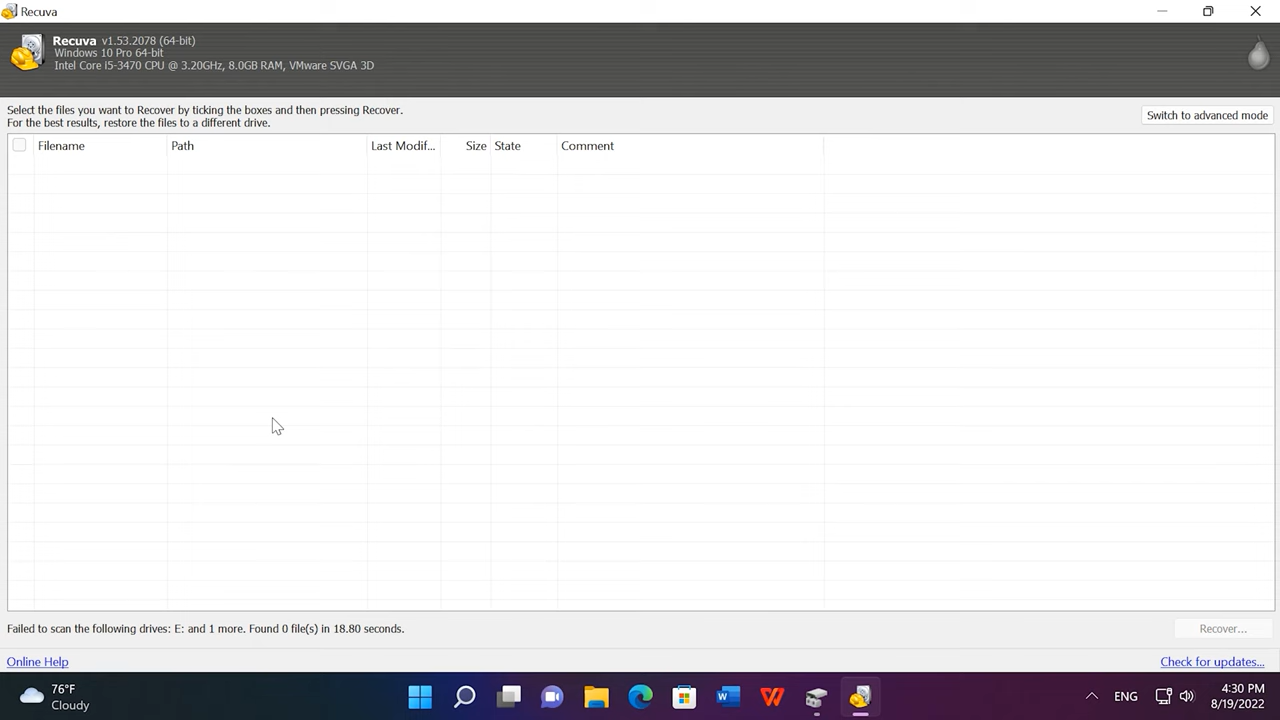 Recuva
Recuva v1.53.2078 (64-bit)
Windows 10 Pro 64-bit
Intel Core i5-3470 CPU @ 3.20GHz, 8.0GB RAM, VMware SVGA 3D
Select the files you want to Recover by ticking the boxes and then pressing Recover.
For the best results, restore the files to a different drive.
Switch to advanced mode
Filename Path Last Modif... Size State Comment
Failed to scan the following drives: E: and 1 more. Found 0 file(s) in 18.80 seconds.
Recover...
Online Help
Check for updates...
76°F
Cloudy
W
W
ENG
4:30 PM
8/19/2022